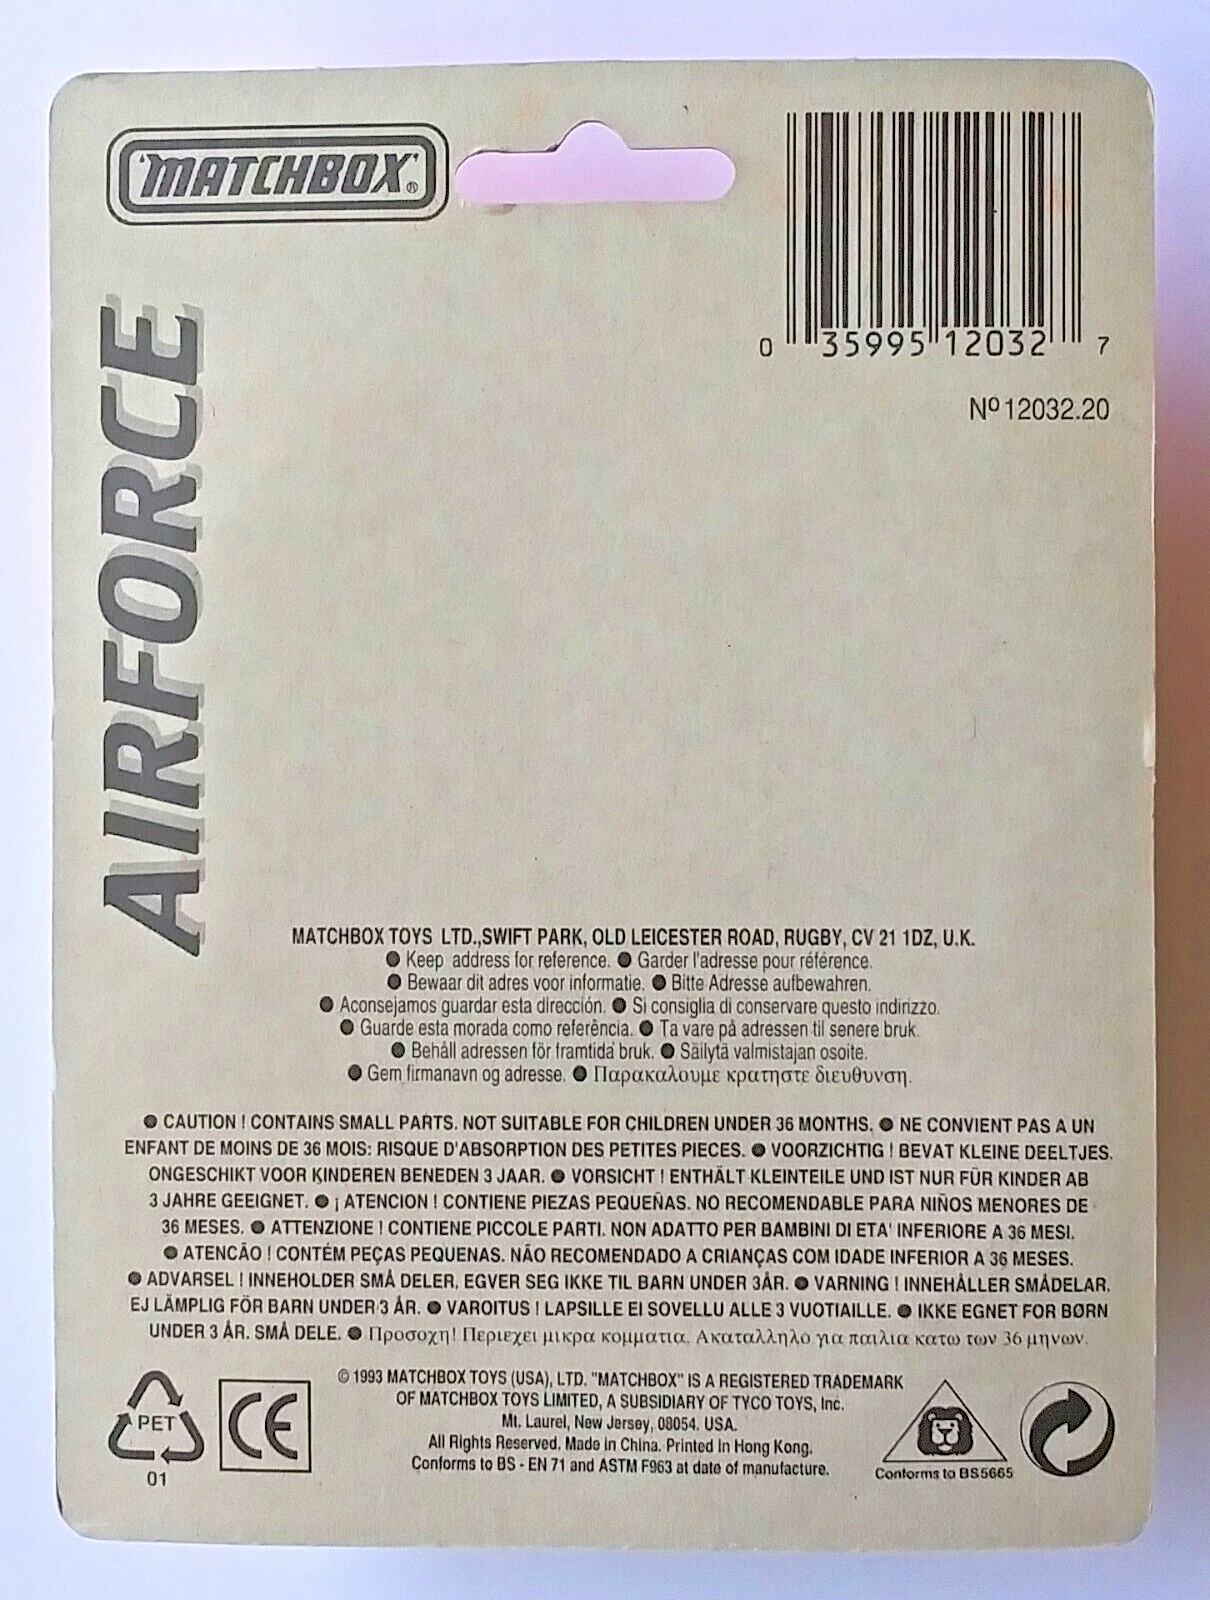 'MATCHBOX'®
AIRFORCE
0 35995 12032 7
Nº 12032.20
MATCHBOX TOYS LTD.,SWIFT PARK, OLD LEICESTER ROAD, RUGBY, CV 21 1DZ, U.K.
● Keep address for reference. ● Garder l'adresse pour référence.
● Bewaar dit adres voor informatie. ● Bitte Adresse aufbewahren.
● Aconsejamos guardar esta dirección. ● Si consiglia di conservare questo indirizzo.
● Guarde esta morada como referência. ● Ta vare på adressen til senere bruk.
● Behåll adressen för framtida bruk. ● Säilytä valmistajan osoite.
● Gem firmanavn og adresse. ● Παρακαλουμε κρατηστε διευθυνση.
● CAUTION ! CONTAINS SMALL PARTS. NOT SUITABLE FOR CHILDREN UNDER 36 MONTHS. ● NE CONVIENT PAS A UN
ENFANT DE MOINS DE 36 MOIS: RISQUE D'ABSORPTION DES PETITES PIECES. ● VOORZICHTIG ! BEVAT KLEINE DEELTJES.
ONGESCHIKT VOOR KINDEREN BENEDEN 3 JAAR. ● VORSICHT ! ENTHÄLT KLEINTEILE UND IST NUR FÜR KINDER AB
3 JAHRE GEEIGNET. ● ¡ ATENCION ! CONTIENE PIEZAS PEQUEÑAS. NO RECOMENDABLE PARA NIÑOS MENORES DE
36 MESES. ● ATTENZIONE ! CONTIENE PICCOLE PARTI. NON ADATTO PER BAMBINI DI ETA' INFERIORE A 36 MESI.
● ATENCÃO ! CONTÉM PEÇAS PEQUENAS. NÃO RECOMENDADO A CRIANÇAS COM IDADE INFERIOR A 36 MESES.
● ADVARSEL ! INNEHOLDER SMÅ DELER, EGVER SEG IKKE TIL BARN UNDER 3ÅR. ● VARNING ! INNEHÅLLER SMÅDELAR.
EJ LÄMPLIG FÖR BARN UNDER 3 ÅR. ● VAROITUS ! LAPSILLE EI SOVELLU ALLE 3 VUOTIAILLE. ● IKKE EGNET FOR BØRN
UNDER 3 ÅR. SMÅ DELE. ● Προσοχη! Περιεχει μικρα κομματια. Ακαταλληλο για παιλια κατω των 36 μηνων.
© 1993 MATCHBOX TOYS (USA), LTD. "MATCHBOX" IS A REGISTERED TRADEMARK
OF MATCHBOX TOYS LIMITED, A SUBSIDIARY OF TYCO TOYS, Inc.
Mt. Laurel, New Jersey, 08054. USA.
All Rights Reserved. Made in China. Printed In Hong Kong.
Conforms to BS - EN 71 and ASTM F963 at date of manufacture.
PET
01
CE
Conforms to BS5665